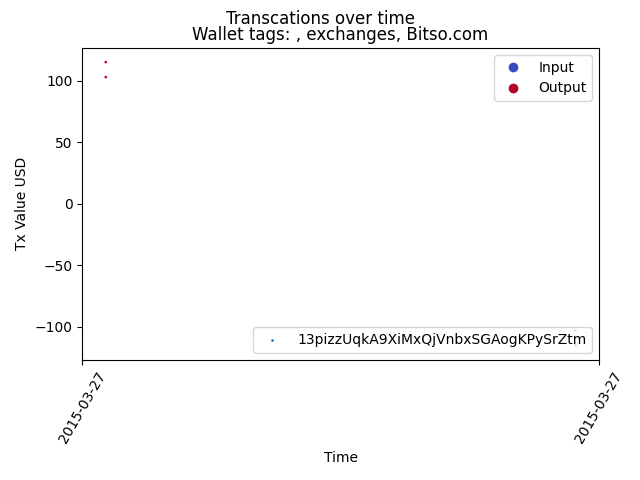 Transcations over time
Wallet tags: , exchanges, Bitso.com
Input
Output
100
50
0
−50
−100
Tx Value USD
13pizzUqkA9XiMxQjVnbxSGAogKPySrZtm
2015-03-27
2015-03-27
Time